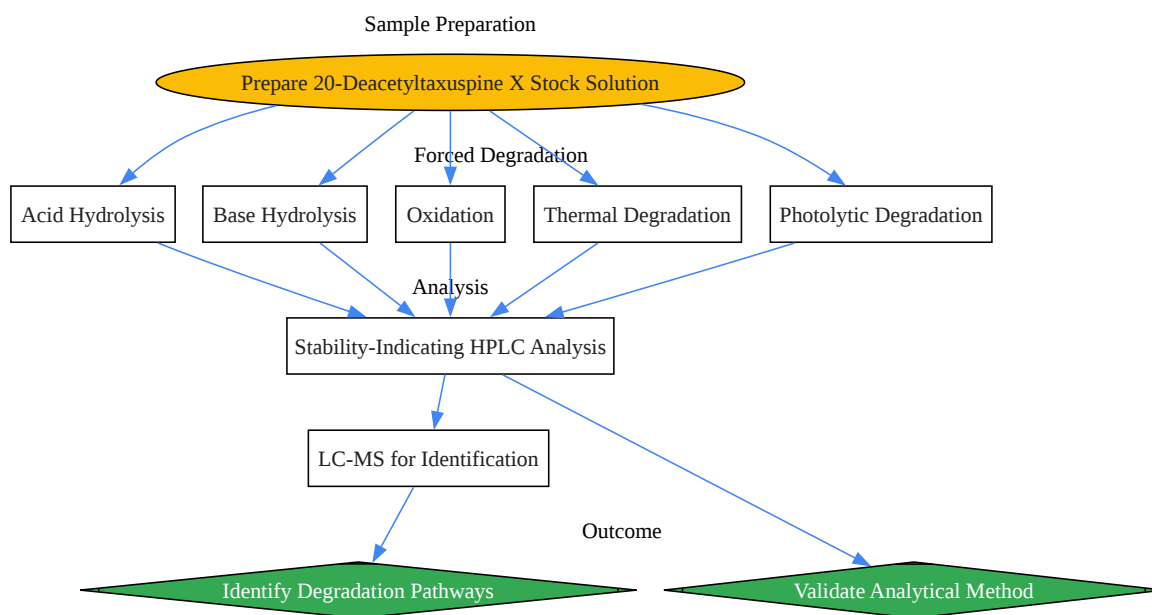 Sample Preparation
Prepare 20-Deacetyltaxuspine X Stock Solution
Forced Degradation
Acid Hydrolysis
Base Hydrolysis
Oxidation
Thermal Degradation
Photolytic Degradation
Analysis
Stability-Indicating HPLC Analysis
LC-MS for Identification
Outcome
Identify Degradation Pathways
Validate Analytical Method